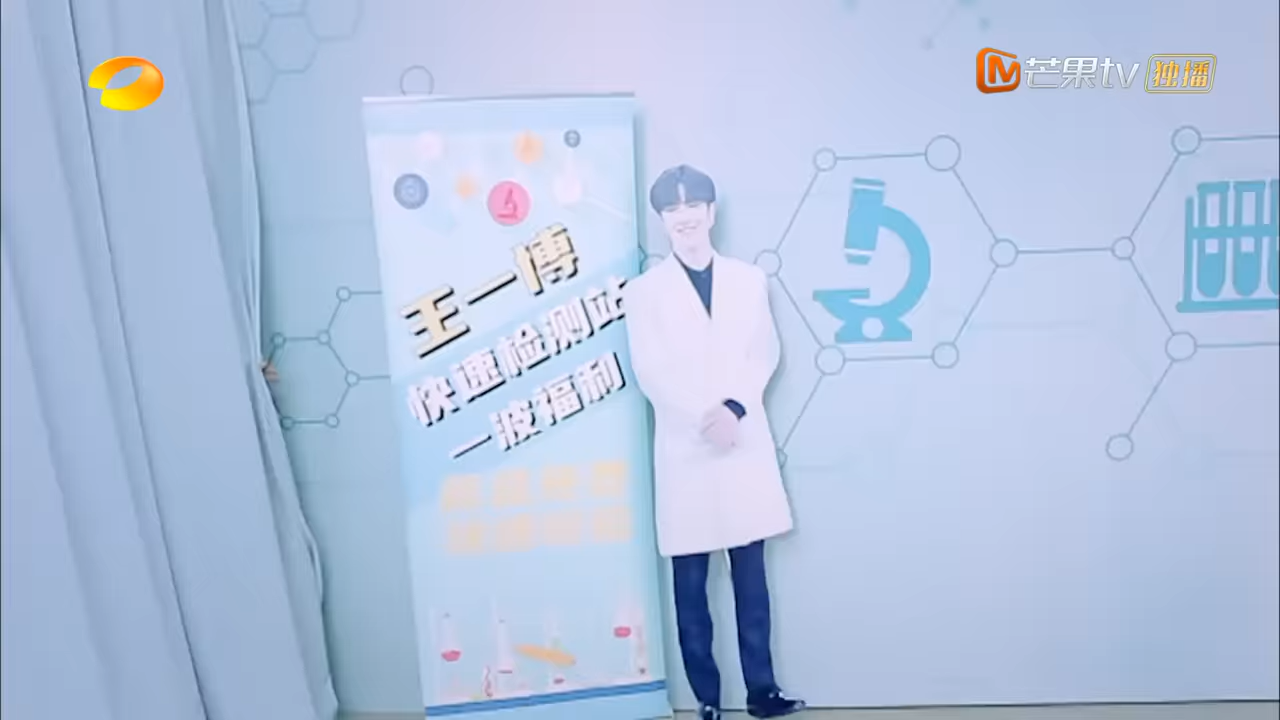 芒果tv 独播
王一博
快速检测站
一波福利